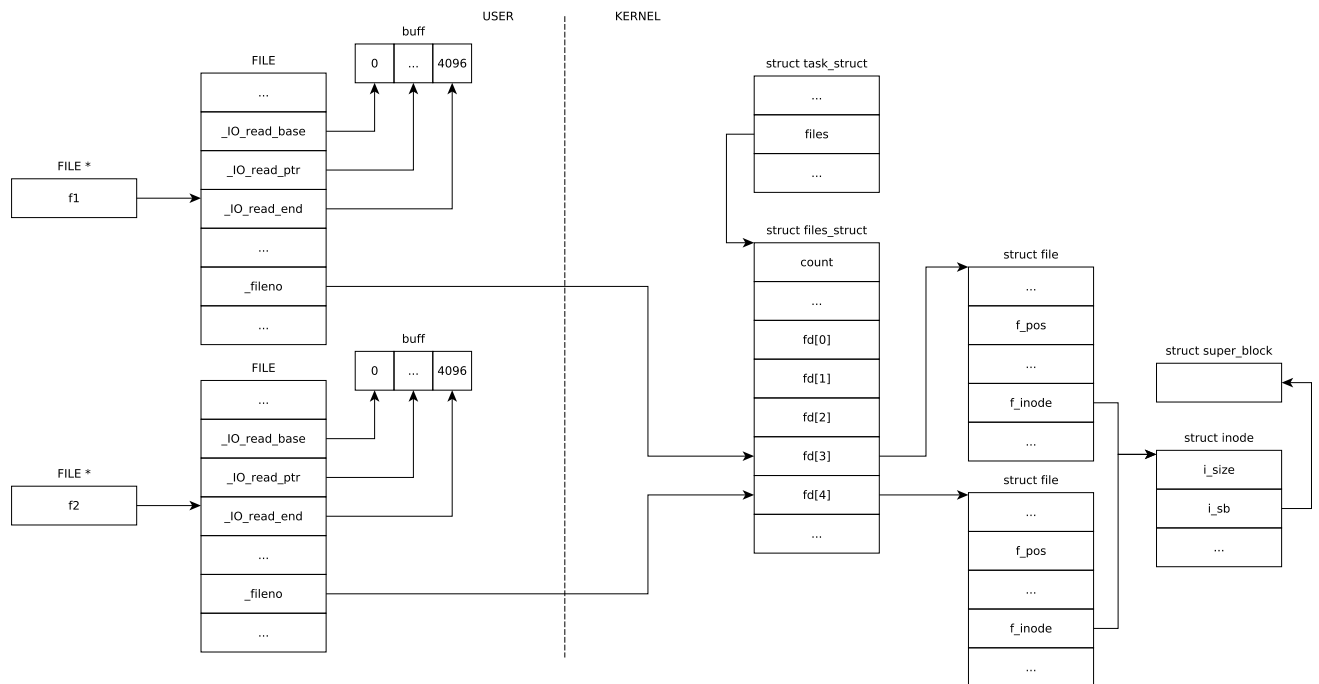 USER
KERNEL
buff
0
...
4096
FILE
...
_IO_read_base
_IO_read_ptr
_IO_read_end
...
_fileno
...
FILE *
f1
buff
0
...
4096
FILE
...
_IO_read_base
_IO_read_ptr
_IO_read_end
...
_fileno
...
FILE *
f2
struct task_struct
...
files
...
struct files_struct
count
...
fd[0]
fd[1]
fd[2]
fd[3]
fd[4]
...
struct file
...
f_pos
...
f_inode
...
struct file
...
f_pos
...
f_inode
...
struct super_block
struct inode
i_size
i_sb
...